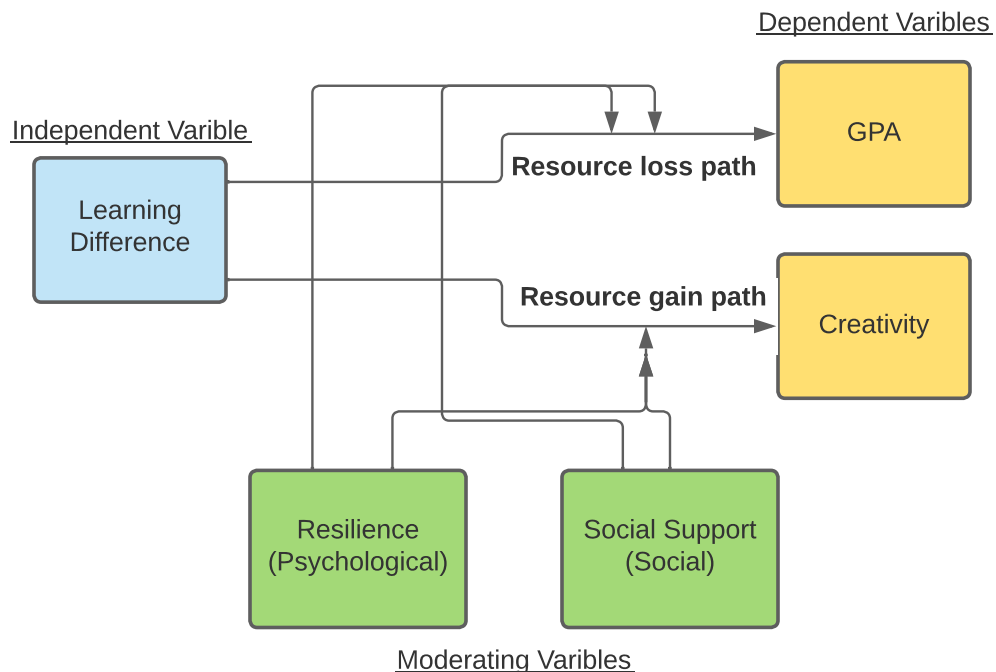 Dependent Varibles
Independent Varible
GPA
Resource loss path
Learning
Difference
Resource gain path
Creativity
Resilience
(Psychological)
Social Support
(Social)
Moderating Varubles